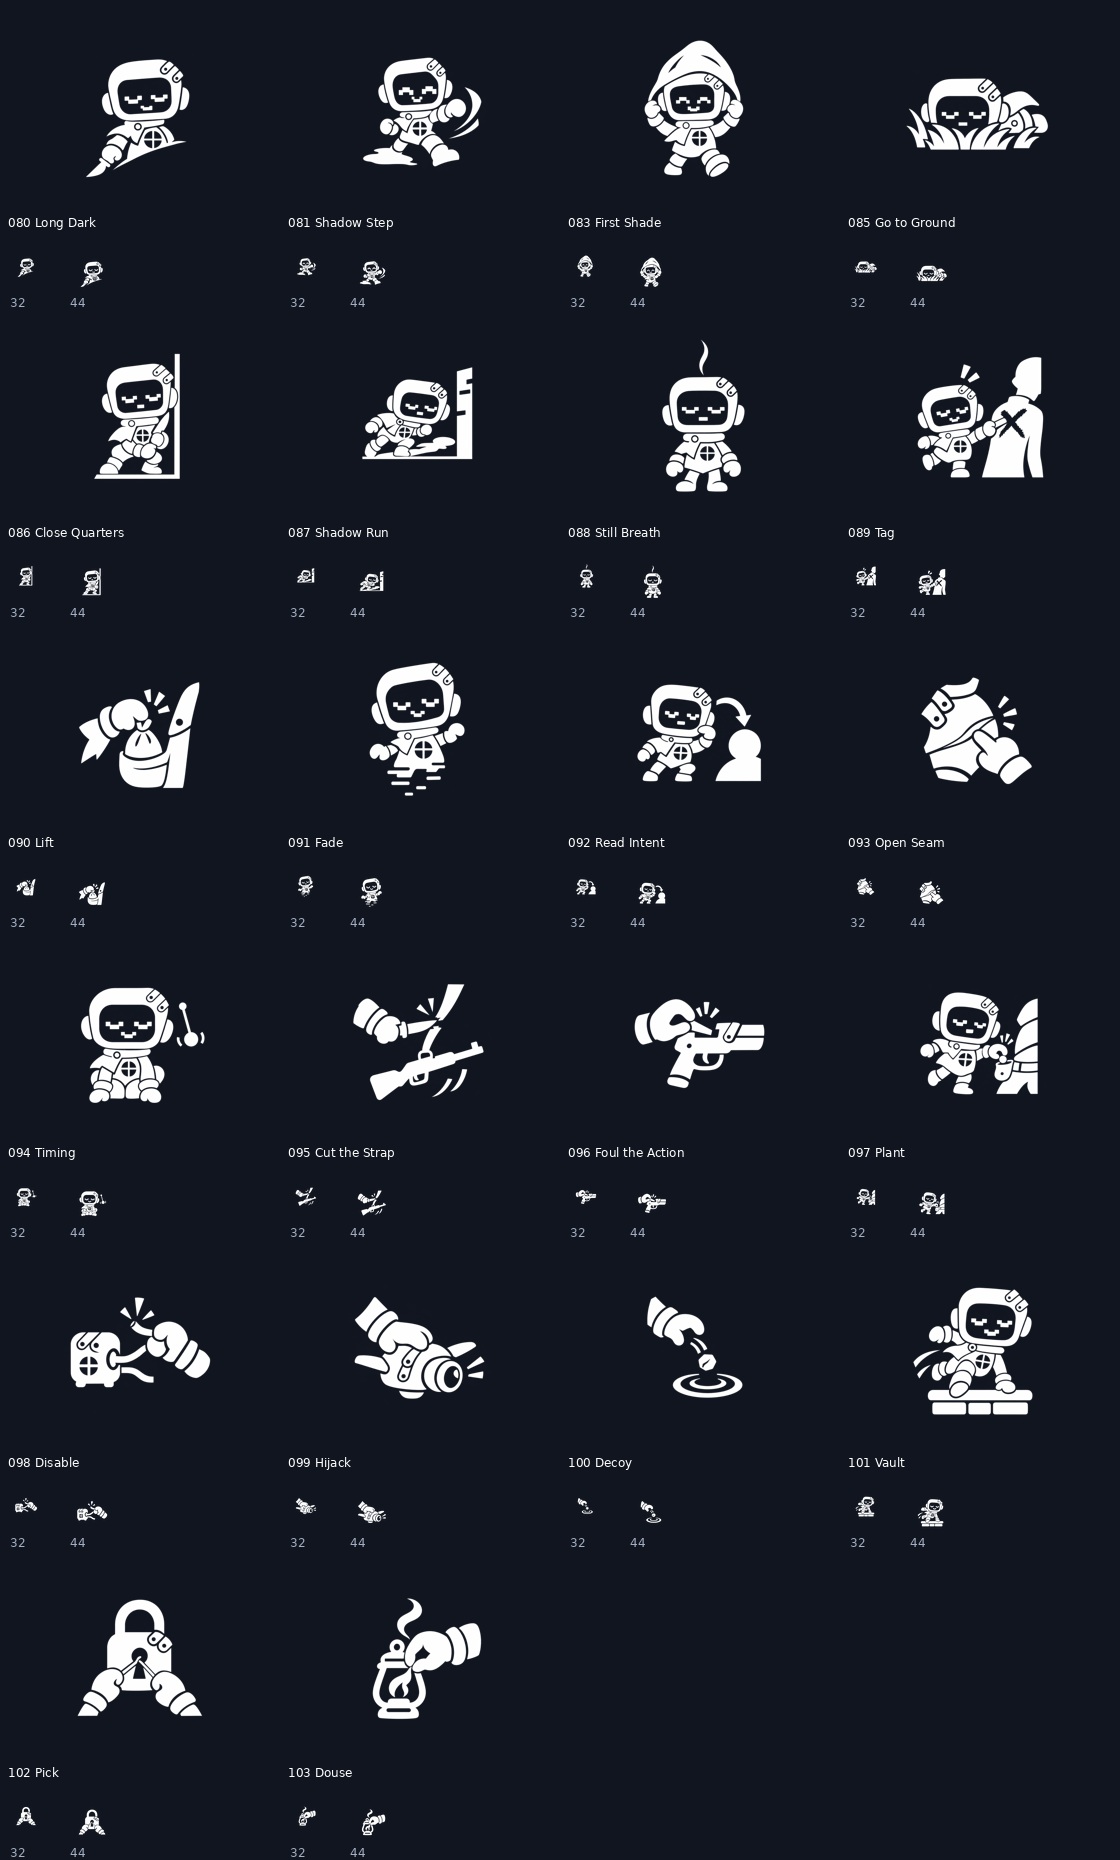 080 Long Dark
081 Shadow Step
083 First Shade
085 Go to Ground
32 44
32 44
32 44
32 44
086 Close Quarters
087 Shadow Run
088 Still Breath
089 Tag
32 44
32 44
32 44
32 44
090 Lift
091 Fade
092 Read Intent
093 Open Seam
32 44
32 44
32 44
32 44
094 Timing
095 Cut the Strap
096 Foul the Action
097 Plant
32 44
32 44
32 44
32 44
098 Disable
099 Hijack
100 Decoy
101 Vault
32 44
32 44
32 44
32 44
102 Pick
103 Douse
32 44
32 44